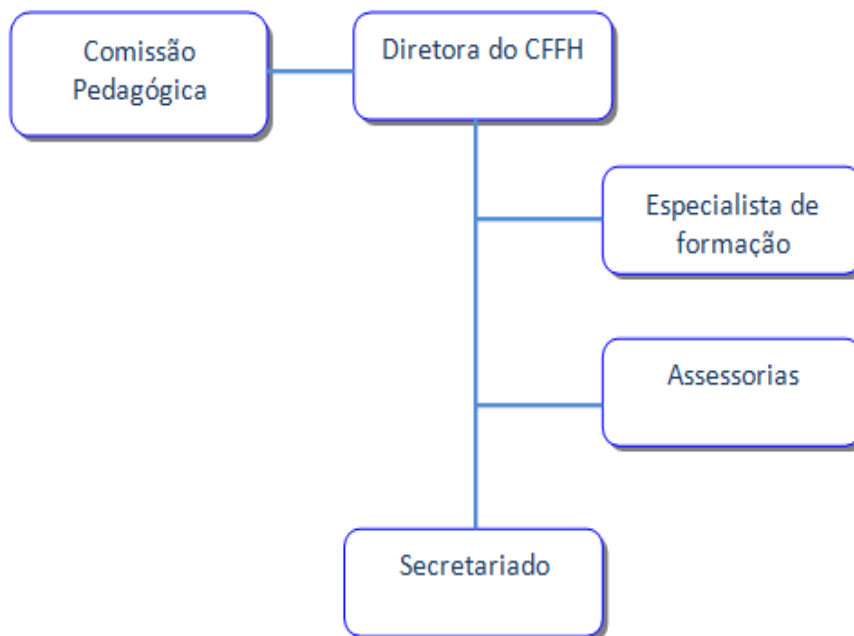 Comissão
Pedagógica
Diretora do CFFH
Especialista de
formação
Assessorias
Secretariado